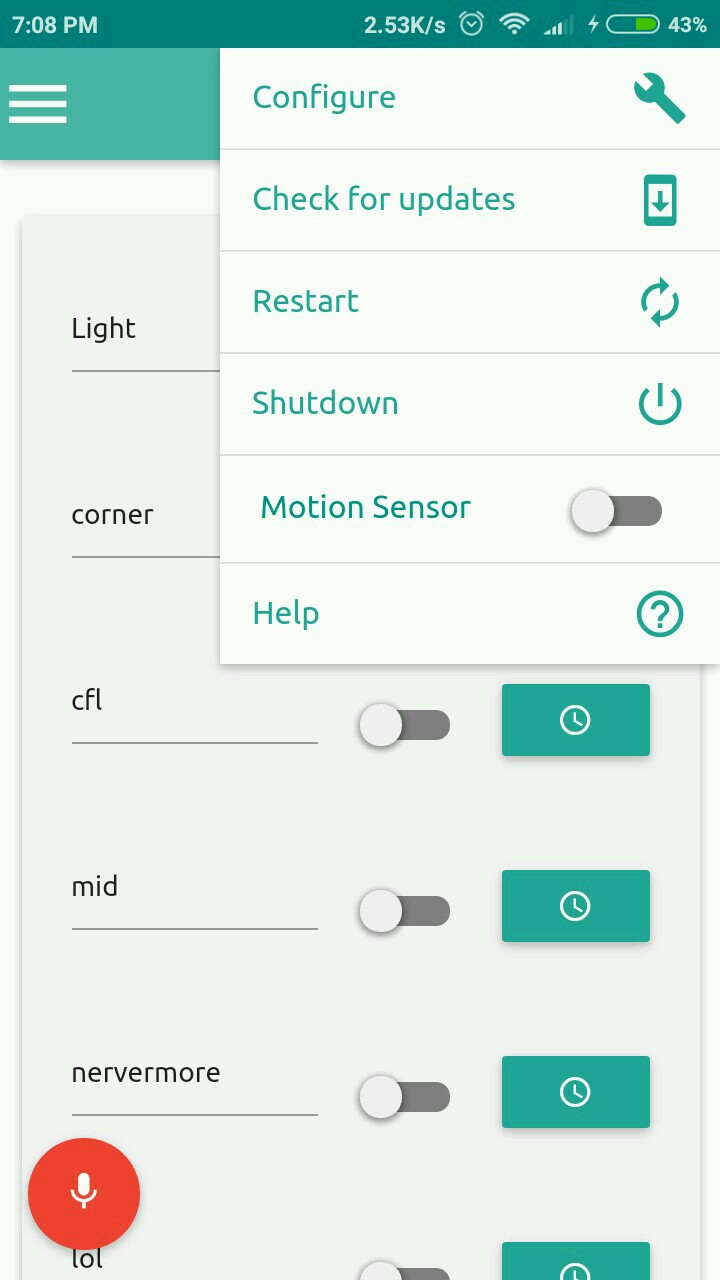 7:08 PM 2.53K/s 43%
Configure
Check for updates
Restart
Light
Shutdown
corner
Motion Sensor
Help
cfl
mid
nervermore
lol